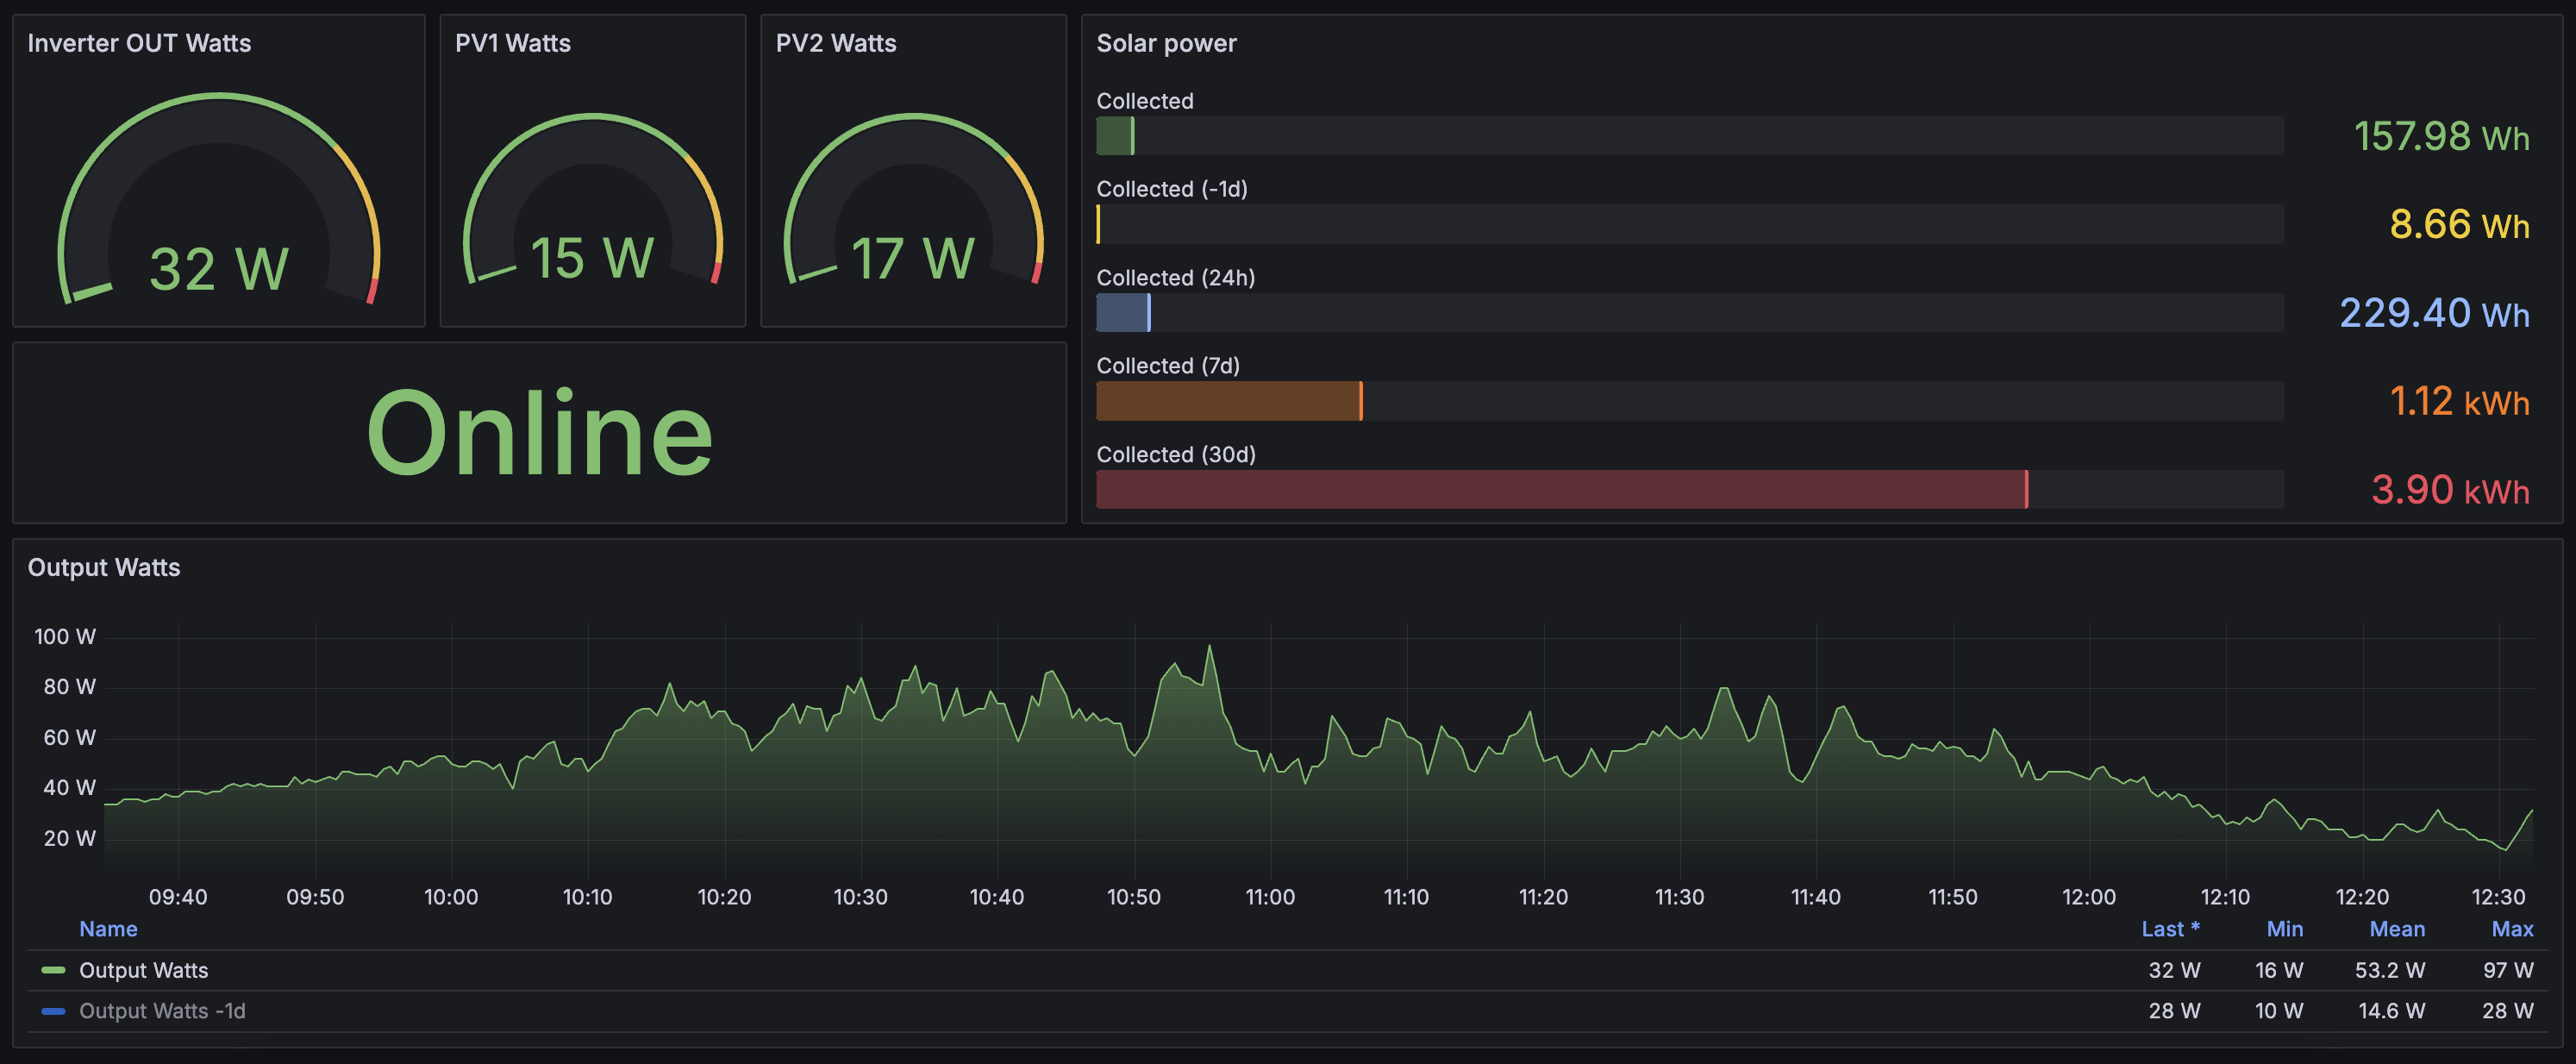 Inverter OUT Watts
32 W
PV1 Watts
15 W
PV2 Watts
17 W
Online
Solar power
Collected
157.98 Wh
Collected (-1d)
8.66 Wh
Collected (24h)
229.40 Wh
Collected (7d)
1.12 kWh
Collected (30d)
3.90 kWh
Output Watts
100 W
80 W
60 W
40 W
20 W
09:40 09:50 10:00 10:10 10:20 10:30 10:40 10:50 11:00 11:10 11:20 11:30 11:40 11:50 12:00 12:10 12:20 12:30
Name Last * Min Mean Max
Output Watts 32 W 16 W 53.2 W 97 W
Output Watts -1d 28 W 10 W 14.6 W 28 W